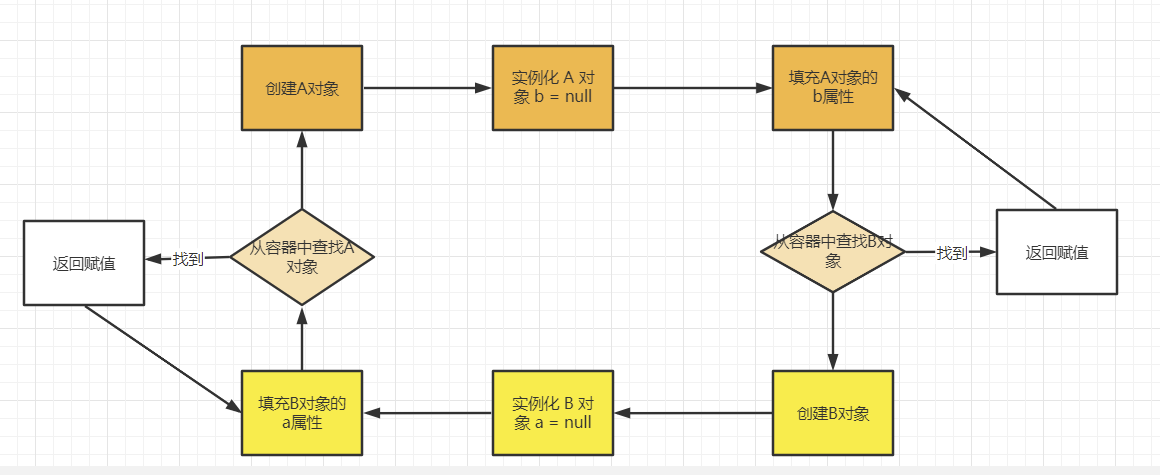 创建A对象
实例化 A 对
象 b = null
填充A对象的
b属性
从容器中查找A
对象
找到
返回赋值
从容器中查找B对
象
找到
返回赋值
填充B对象的
a属性
实例化 B 对
象 a = null
创建B对象